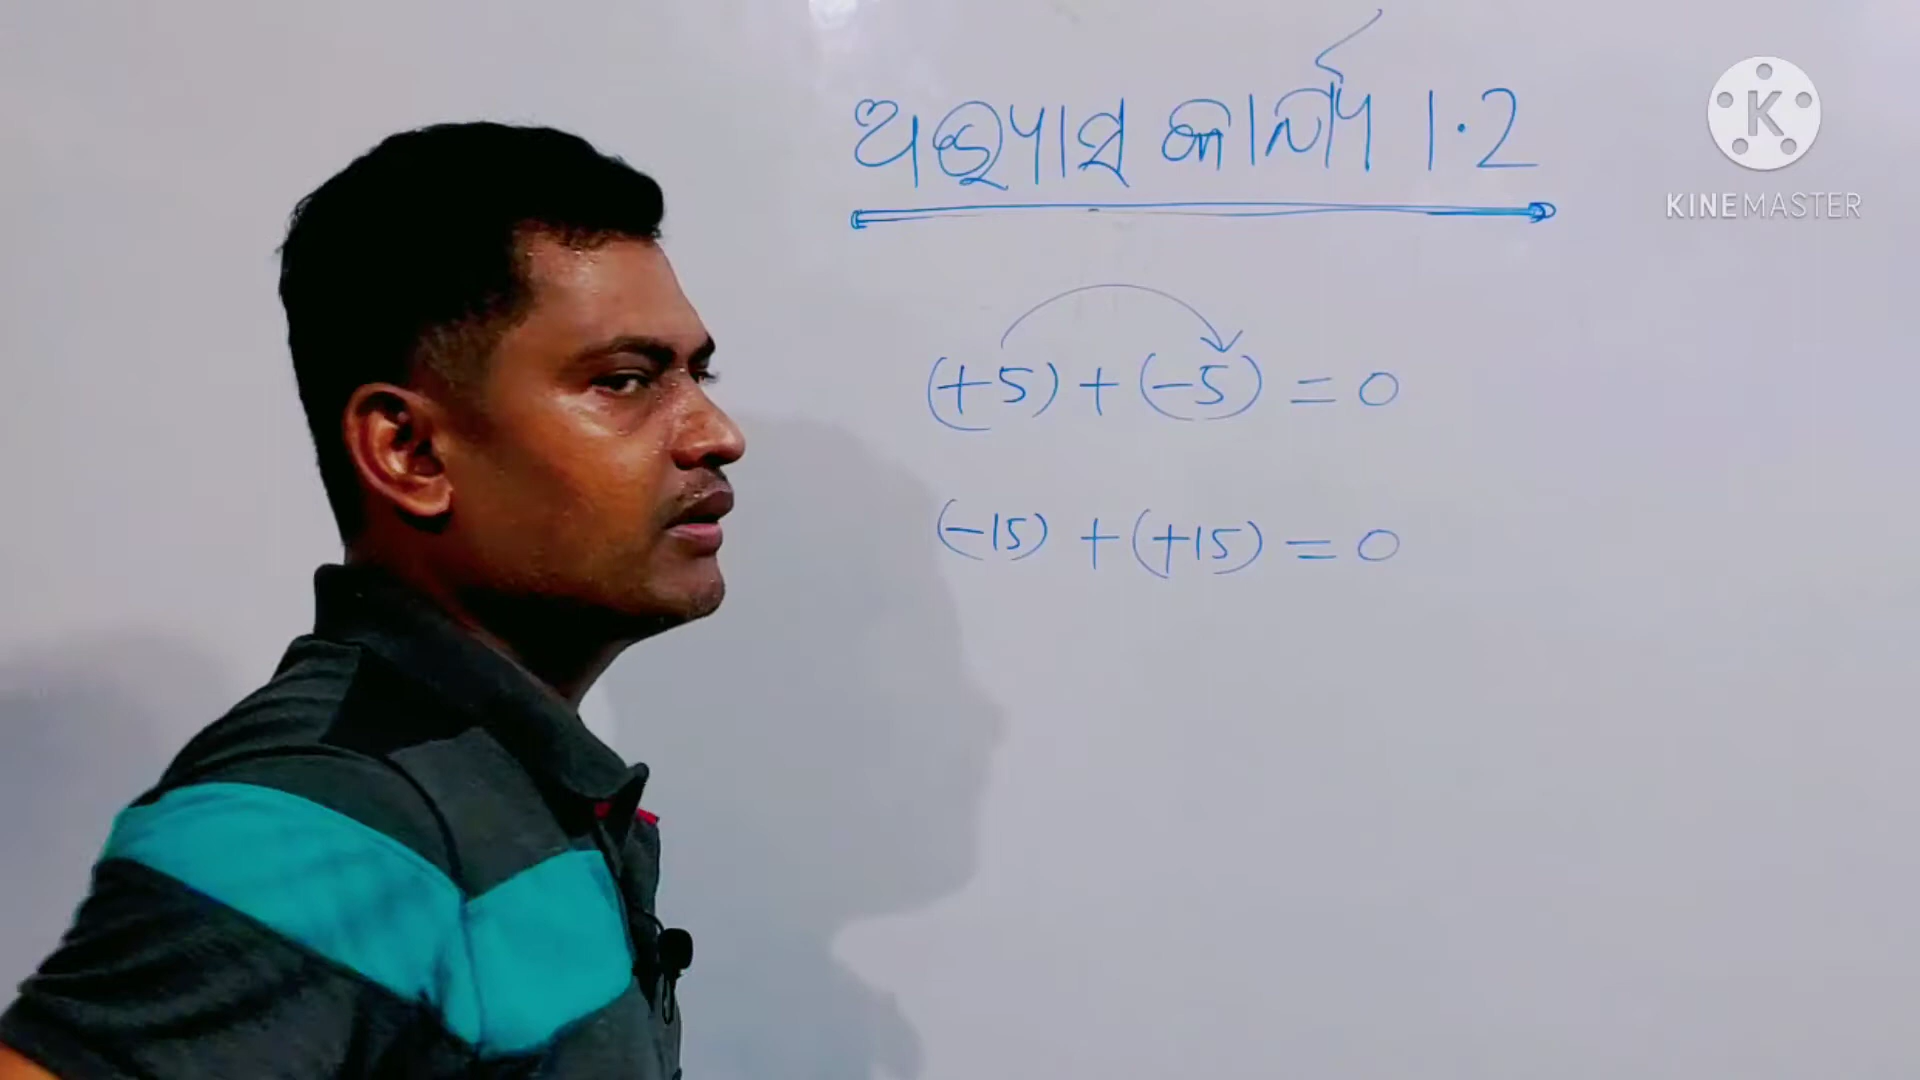 ଅଭ୍ୟାସ କାର୍ଯ୍ୟ 1.2
K
KINEMASTER
(+5) + (-5) = 0
(-15) + (+15) = 0